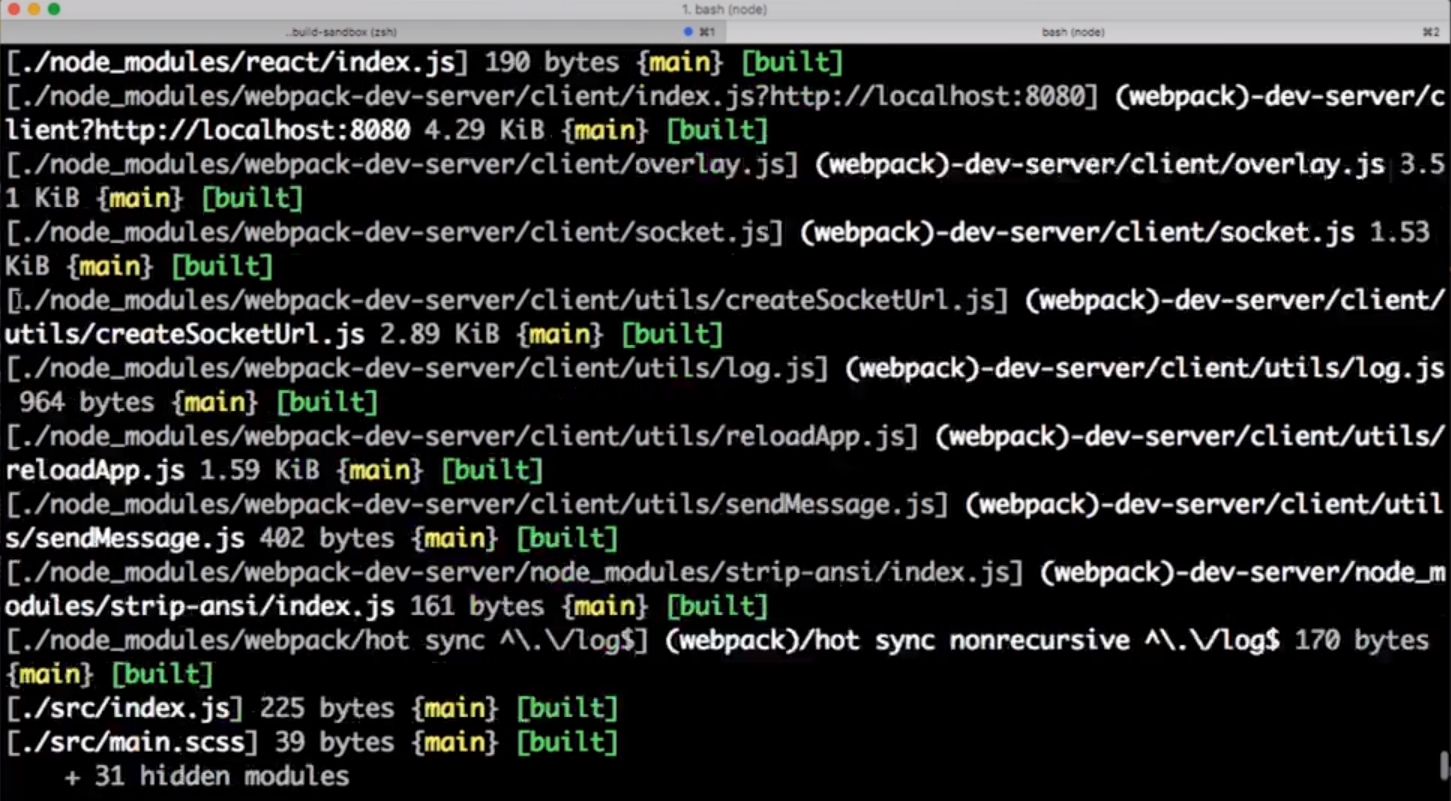 1. bash (node)
..build-sandbox (zsh) ⌘1 bash (node) ⌘2
[./node_modules/react/index.js] 190 bytes {main} [built]
[./node_modules/webpack-dev-server/client/index.js?http://localhost:8080] (webpack)-dev-server/c
lient?http://localhost:8080 4.29 KiB {main} [built]
[./node_modules/webpack-dev-server/client/overlay.js] (webpack)-dev-server/client/overlay.js 3.5
1 KiB {main} [built]
[./node_modules/webpack-dev-server/client/socket.js] (webpack)-dev-server/client/socket.js 1.53
KiB {main} [built]
[./node_modules/webpack-dev-server/client/utils/createSocketUrl.js] (webpack)-dev-server/client/
utils/createSocketUrl.js 2.89 KiB {main} [built]
[./node_modules/webpack-dev-server/client/utils/log.js] (webpack)-dev-server/client/utils/log.js
964 bytes {main} [built]
[./node_modules/webpack-dev-server/client/utils/reloadApp.js] (webpack)-dev-server/client/utils/
reloadApp.js 1.59 KiB {main} [built]
[./node_modules/webpack-dev-server/client/utils/sendMessage.js] (webpack)-dev-server/client/util
s/sendMessage.js 402 bytes {main} [built]
[./node_modules/webpack-dev-server/node_modules/strip-ansi/index.js] (webpack)-dev-server/node_m
odules/strip-ansi/index.js 161 bytes {main} [built]
[./node_modules/webpack/hot sync ^\.\/log$] (webpack)/hot sync nonrecursive ^\.\/log$ 170 bytes
{main} [built]
[./src/index.js] 225 bytes {main} [built]
[./src/main.scss] 39 bytes {main} [built]
+ 31 hidden modules